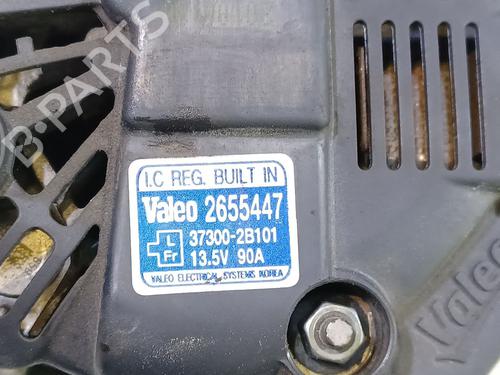 B-PARTS
I.C REG. BUILT IN
Valeo 2655447
L
Fr
37300-2B101
13.5V 90A
VALEO ELECTRICAL SYSTEMS KOREA
Valeo